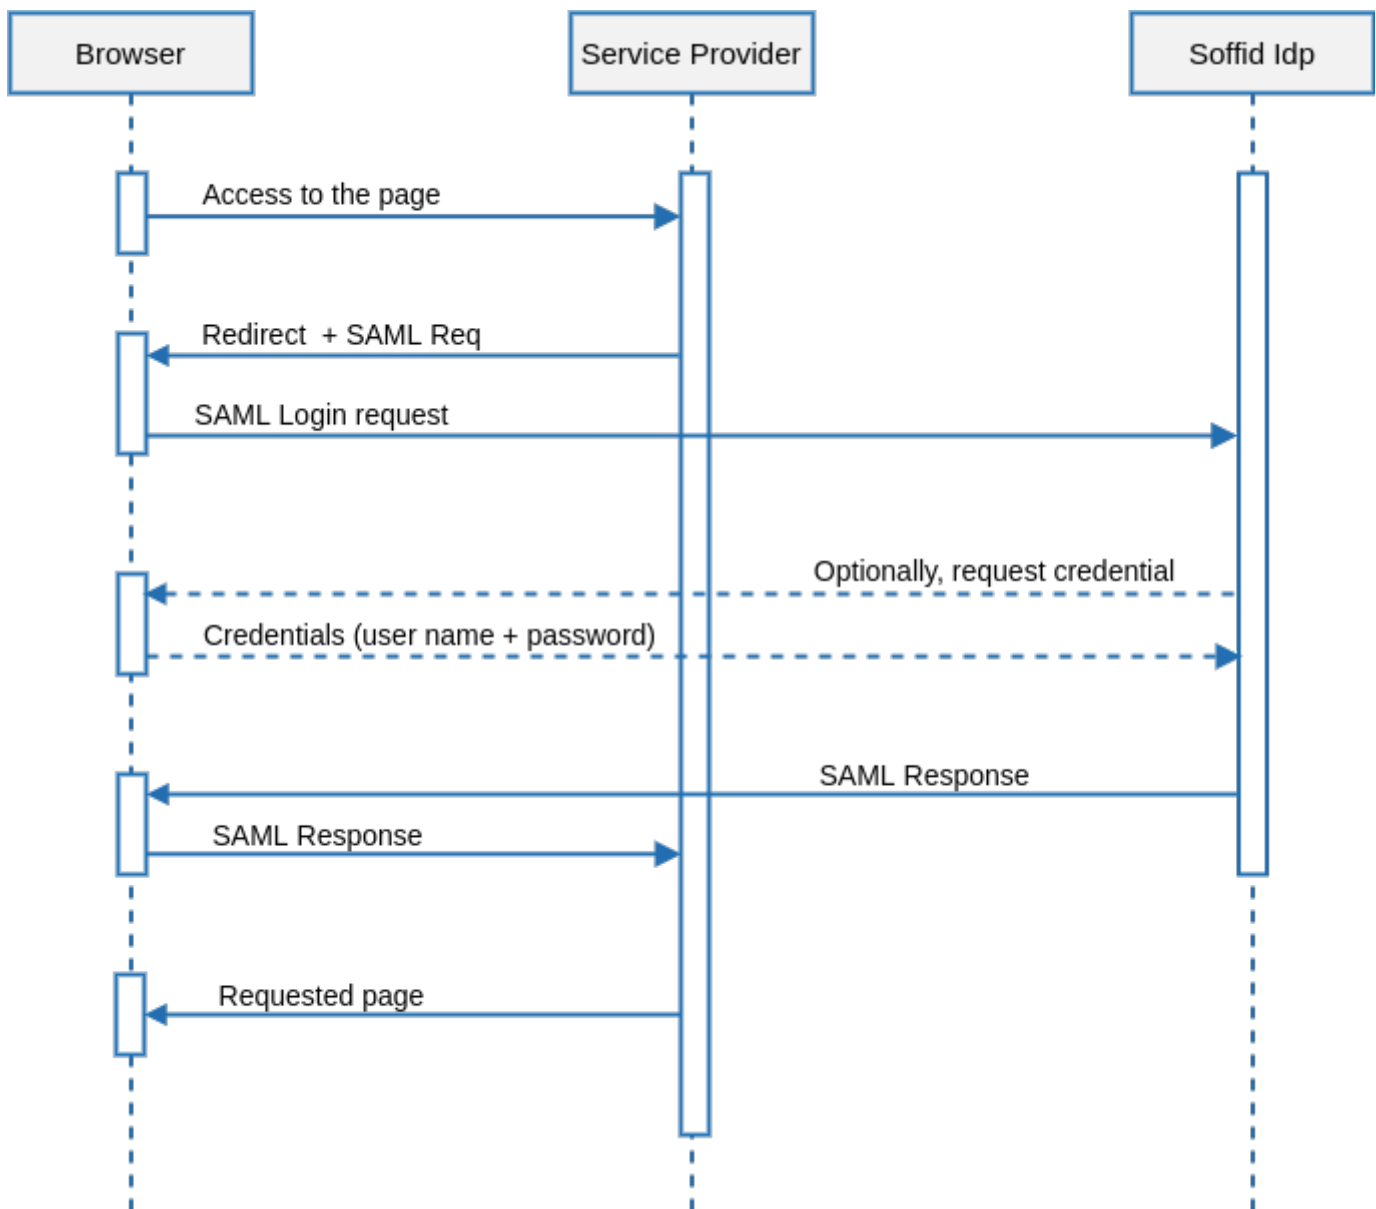 Browser
Service Provider
Soffid Idp
Access to the page
Redirect  + SAML Req
SAML Login request
Optionally, request credential
Credentials (user name + password)
SAML Response
SAML Response
Requested page